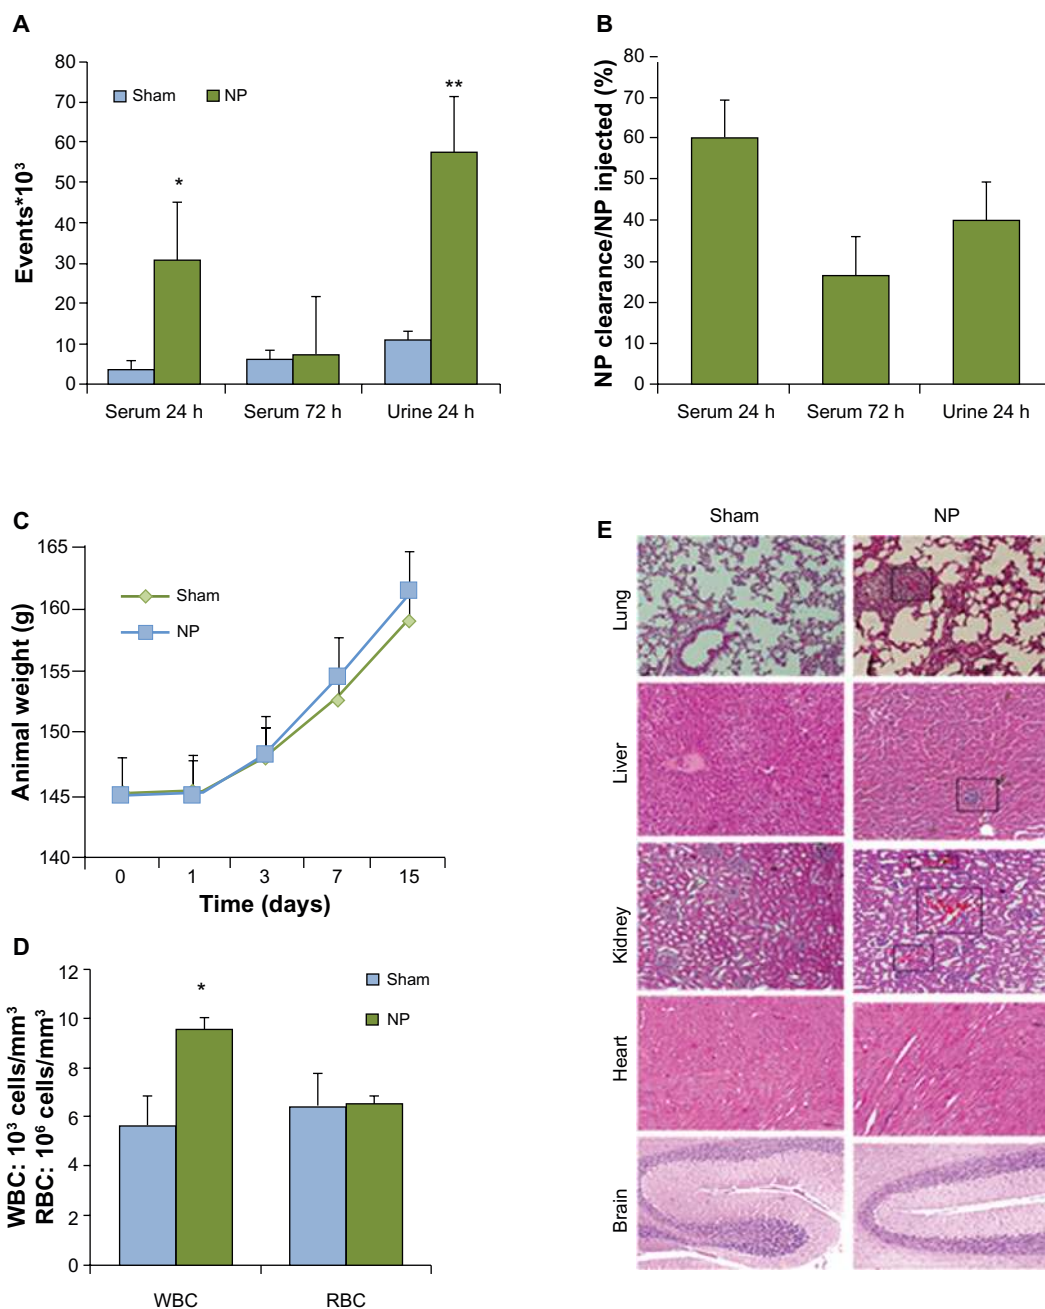 A
Events*10³
80
70
60
50
40
30
20
10
0
Sham
NP
*
**
Serum 24 h
Serum 72 h
Urine 24 h
B
NP clearance/NP injected (%)
80
70
60
50
40
30
20
10
0
Serum 24 h
Serum 72 h
Urine 24 h
C
Animal weight (g)
165
160
155
150
145
140
Sham
NP
0
1
3
7
15
Time (days)
D
WBC: 10³ cells/mm³
RBC: 10⁶ cells/mm³
12
10
8
6
4
2
0
Sham
NP
*
WBC
RBC
E
Sham
NP
Lung
Liver
Kidney
Heart
Brain